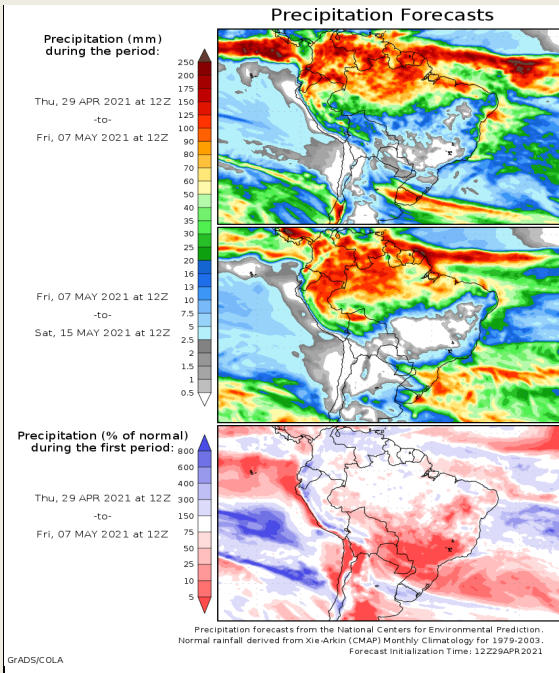 Precipitation Forecasts
Precipitation (mm)
during the period:
Thu, 29 APR 2021 at 12Z
-to-
Fri, 07 MAY 2021 at 12Z
250
200
175
150
125
100
90
80
70
60
50
40
35
30
25
20
16
13
10
7.5
5
2.5
2
1.5
1
0.5
Fri, 07 MAY 2021 at 12Z
-to-
Sat, 15 MAY 2021 at 12Z
Precipitation (% of normal)
during the first period:
Thu, 29 APR 2021 at 12Z
-to-
Fri, 07 MAY 2021 at 12Z
800
600
400
300
150
75
50
25
10
5
Precipitation forecasts from the National Centers for Environmental Prediction.
Normal rainfall derived from Xie-Arkin (CMAP) Monthly Climatology for 1979-2003.
Forecast Initialization Time: 12Z29APR2021
GrADS/COLA